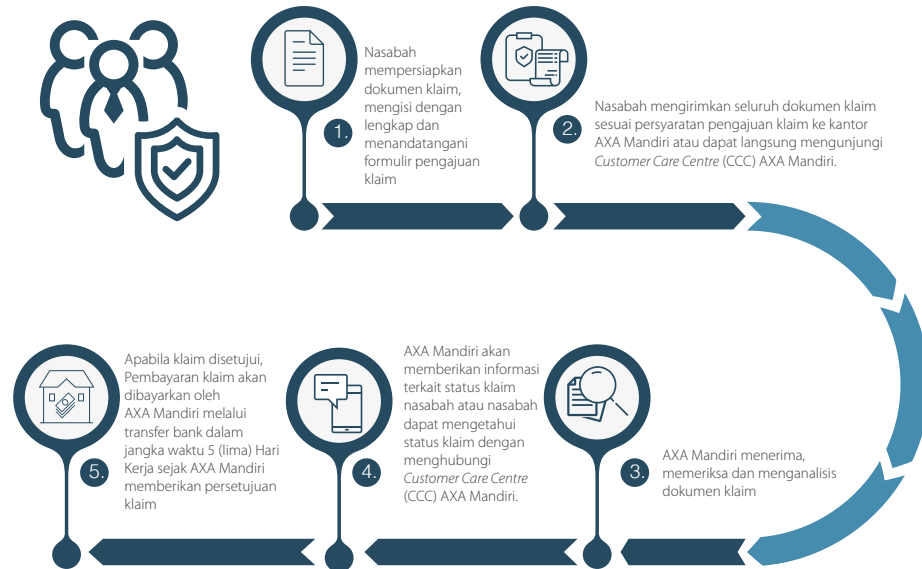 1.
Nasabah
mempersiapkan
dokumen klaim,
mengisi dengan
lengkap dan
menandatangani
formulir pengajuan
klaim
2.
Nasabah mengirimkan seluruh dokumen klaim
sesuai persyaratan pengajuan klaim ke kantor
AXA Mandiri atau dapat langsung mengunjungi
Customer Care Centre (CCC) AXA Mandiri.
3.
AXA Mandiri menerima,
memeriksa dan menganalisis
dokumen klaim
4.
AXA Mandiri akan
memberikan informasi
terkait status klaim
nasabah atau nasabah
dapat mengetahui
status klaim dengan
menghubungi
Customer Care Centre
(CCC) AXA Mandiri.
5.
Apabila klaim disetujui,
Pembayaran klaim akan
dibayarkan oleh
AXA Mandiri melalui
transfer bank dalam
jangka waktu 5 (lima) Hari
Kerja sejak AXA Mandiri
memberikan persetujuan
klaim